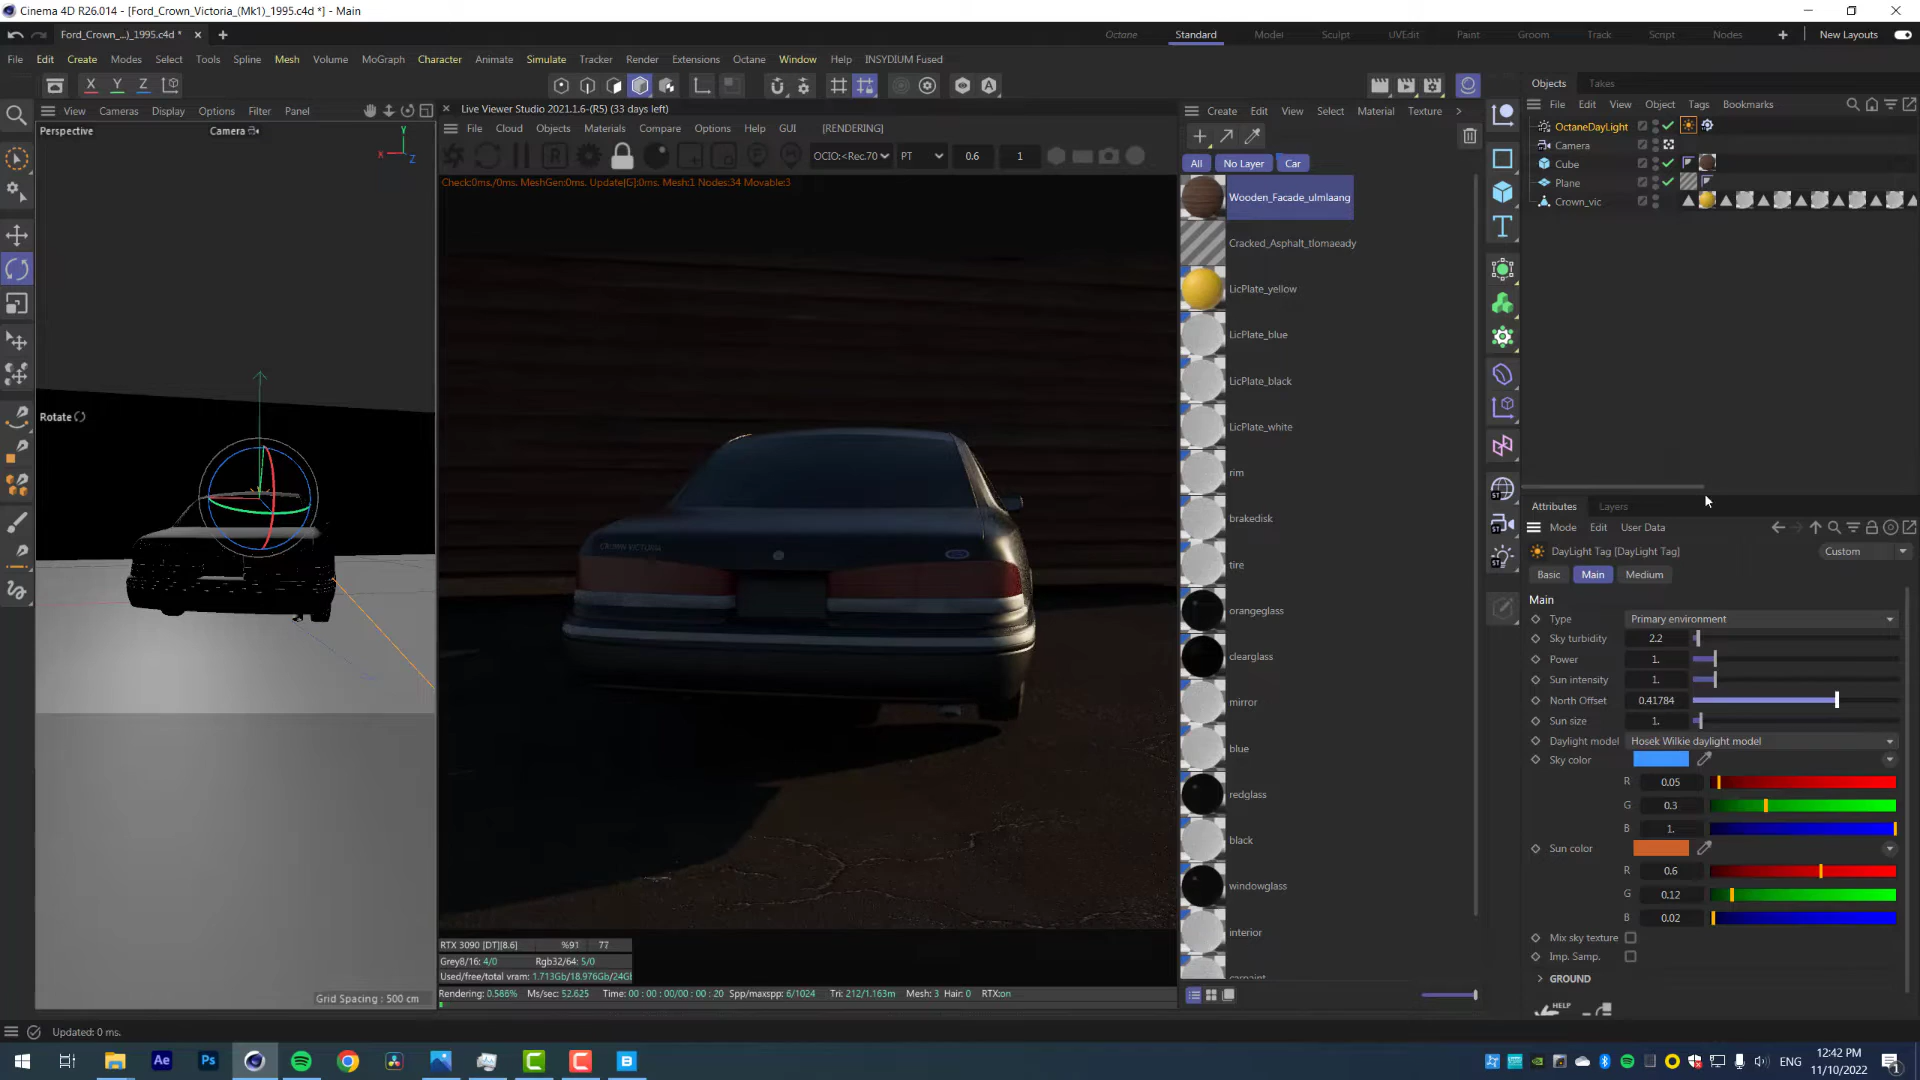 Cinema 4D R26.014 - [Ford_Crown_Victoria_(Mk1)_1995.c4d *] - Main
Ford_Crown_...)_1995.c4d *
Octane Standard Model Sculpt UVEdit Paint Groom Track Script Nodes New Layouts
File Edit Create Modes Select Tools Spline Mesh Volume MoGraph Character Animate Simulate Tracker Render Extensions Octane Window Help INSYDIUM Fused
X Y Z
Objects Takes
File Edit View Object Tags Bookmarks
OctaneDayLight
Camera
Cube
Plane
Crown_vic
View Cameras Display Options Filter Panel
Perspective Camera
Y
X
Z
Rotate
Grid Spacing : 500 cm
Live Viewer Studio 2021.1.6-(R5) (33 days left)
File Cloud Objects Materials Compare Options Help GUI [RENDERING]
OCIO:<Rec.70 PT 0.6 1
Check:0ms./0ms. MeshGen:0ms. Update[G]:0ms. Mesh:1 Nodes:34 Movable:3
CROWN VICTORIA
RTX 3090 [DT][8.6] %91 77
Grey8/16: 4/0 Rgb32/64: 5/0
Used/free/total vram: 1.713Gb/18.976Gb/24Gb
Rendering: 0.586% Ms/sec: 52.625 Time: 00 : 00 : 00/00 : 00 : 20 Spp/maxspp: 6/1024 Tri: 212/1.163m Mesh: 3 Hair: 0 RTX:on
Create Edit View Select Material Texture
All No Layer Car
Wooden_Facade_ulmlaang
Cracked_Asphalt_tlomaeady
LicPlate_yellow
LicPlate_blue
LicPlate_black
LicPlate_white
rim
brakedisk
tire
orangeglass
clearglass
mirror
blue
redglass
black
windowglass
interior
carpaint
Attributes Layers
Mode Edit User Data
DayLight Tag [DayLight Tag] Custom
Basic Main Medium
Main
Type Primary environment
Sky turbidity 2.2
Power 1.
Sun intensity 1.
North Offset 0.41784
Sun size 1.
Daylight model Hosek Wilkie daylight model
Sky color
R 0.05
G 0.3
B 1.
Sun color
R 0.6
G 0.12
B 0.02
Mix sky texture
Imp. Samp.
GROUND
HELP
Updated: 0 ms.
Ae Ps
ENG
12:42 PM
11/10/2022